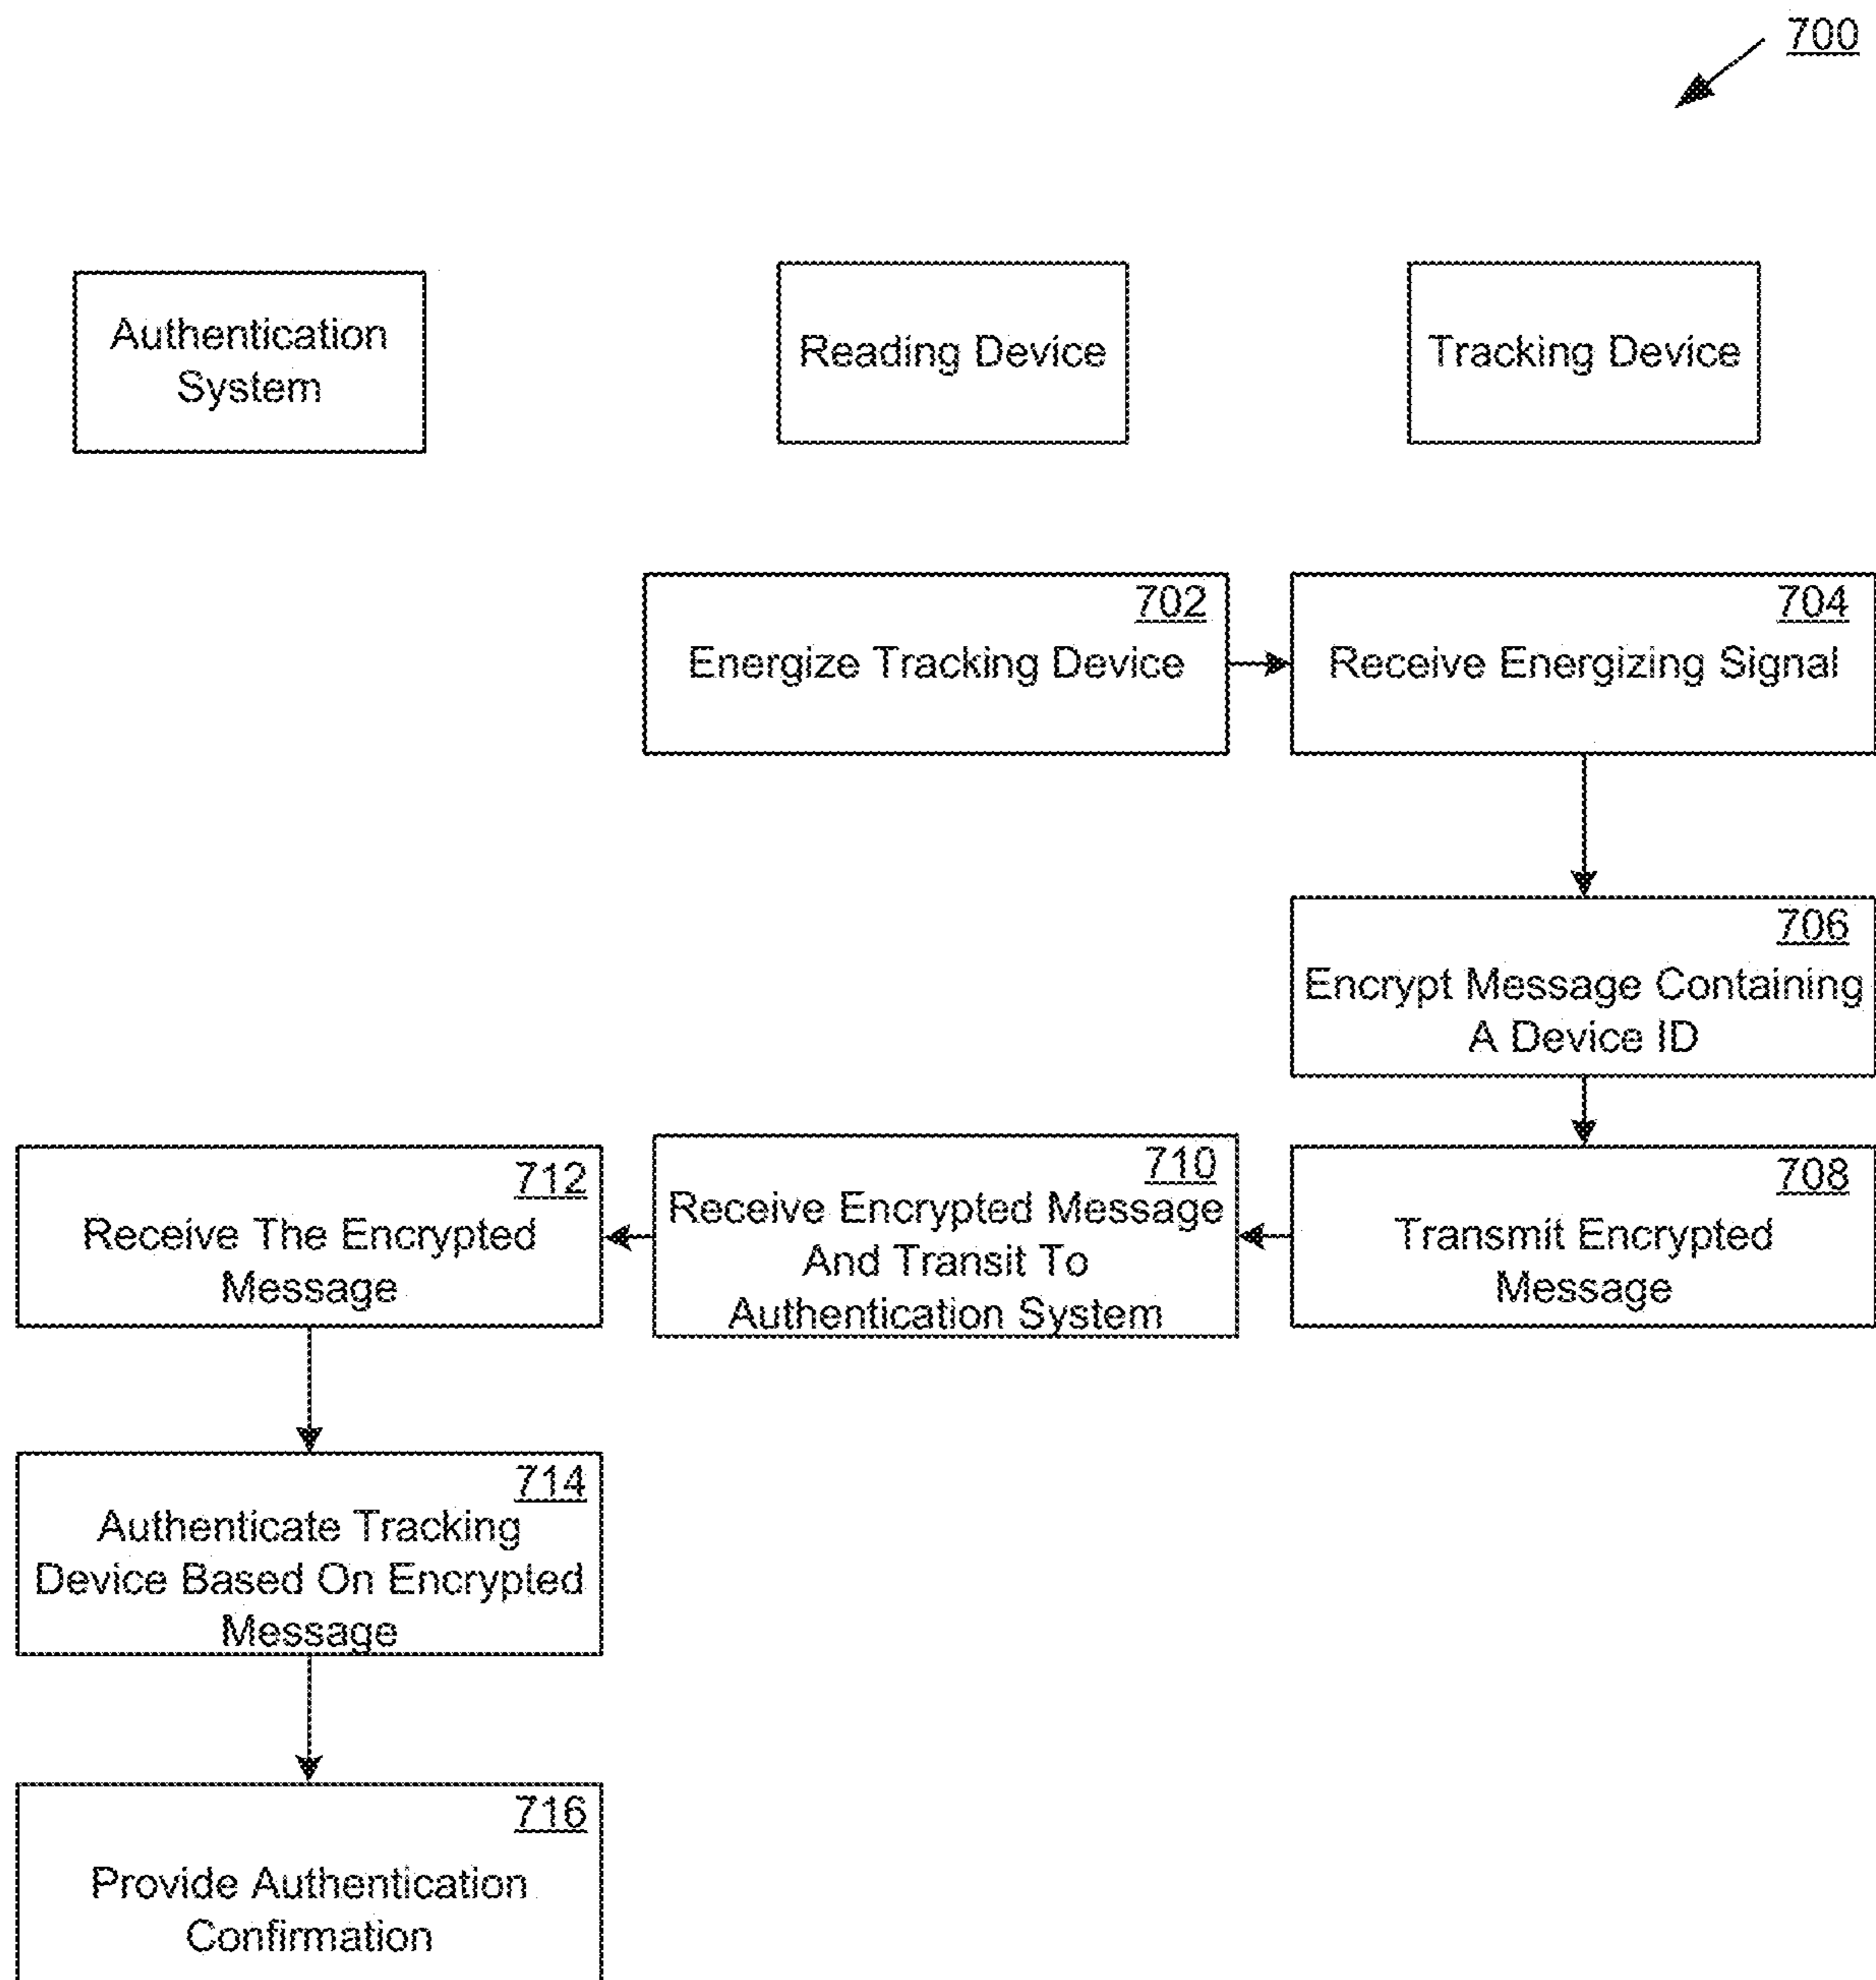 700
Authentication
System
Reading Device
Tracking Device
702
Energize Tracking Device
704
Receive Energizing Signal
706
Encrypt Message Containing
A Device ID
708
Transmit Encrypted
Message
710
Receive Encrypted Message
And Transit To
Authentication System
712
Receive The Encrypted
Message
714
Authenticate Tracking
Device Based On Encrypted
Message
716
Provide Authentication
Confirmation